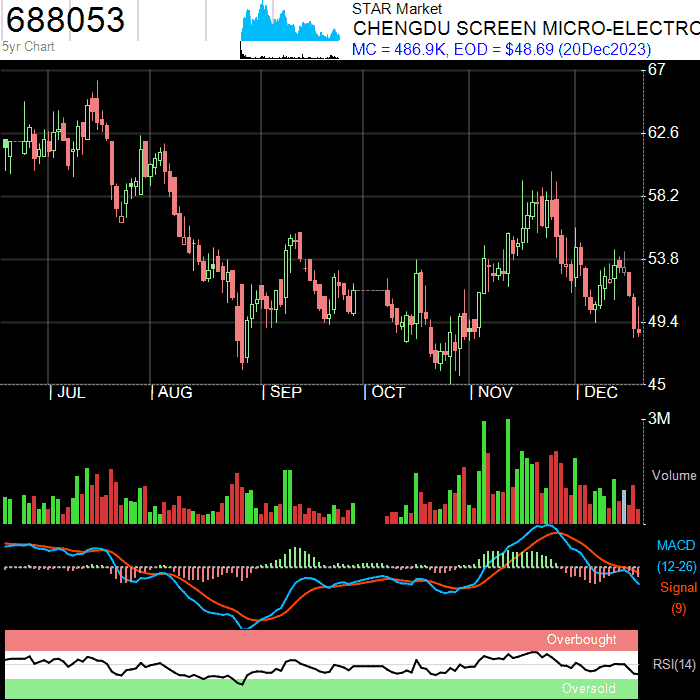 688053
5yr Chart
STAR Market
CHENGDU SCREEN MICRO-ELECTRO
MC = 486.9K, EOD = $48.69 (20Dec2023)
67
62.6
58.2
53.8
49.4
45
JUL
AUG
SEP
OCT
NOV
DEC
3M
Volume
MACD
(12-26)
Signal
(9)
Overbought
RSI(14)
Oversold